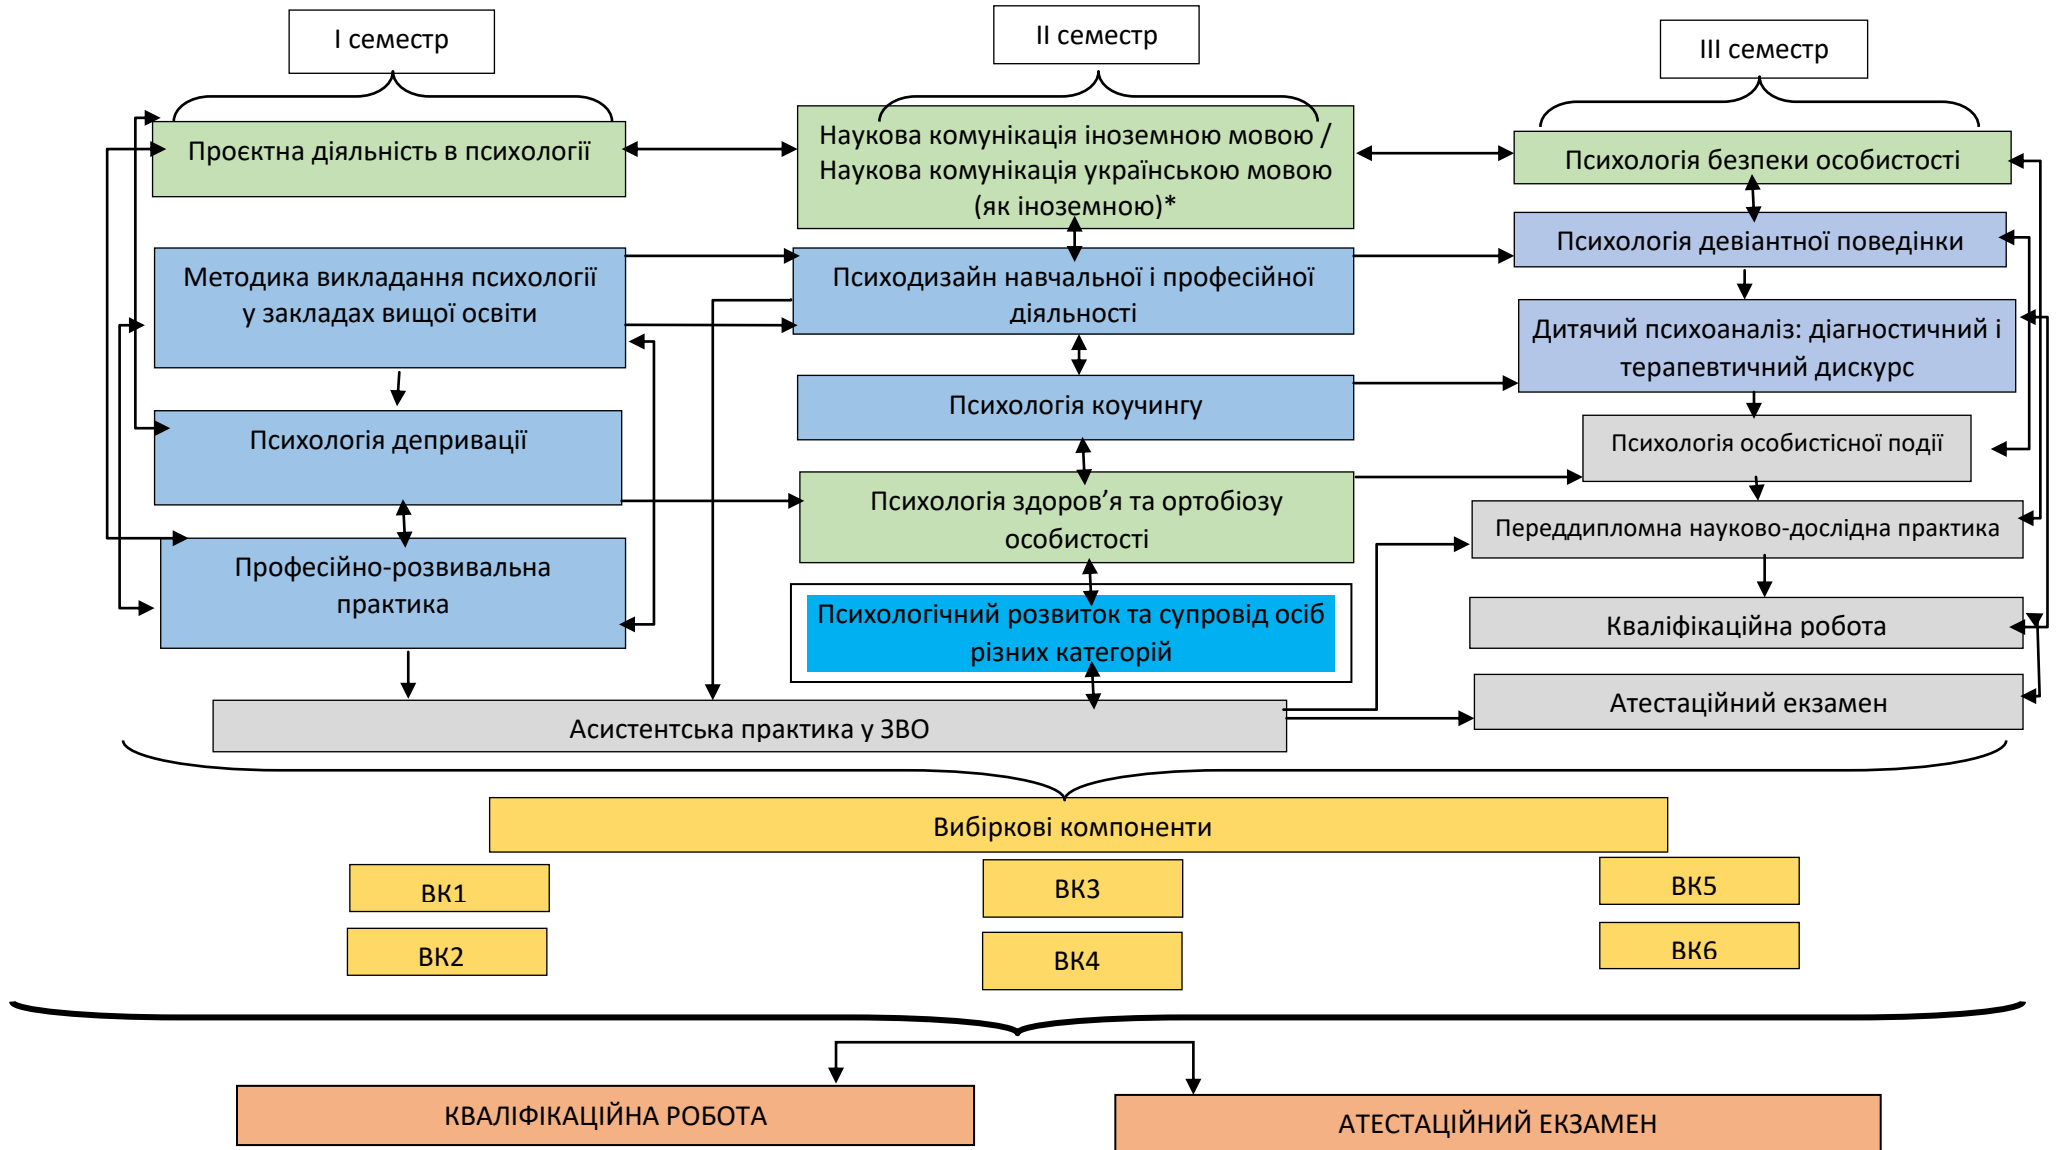 І семестр
ІІ семестр
ІІІ семестр
Проєктна діяльність в психології
Методика викладання психології
у закладах вищої освіти
Психологія депривації
Професійно-розвивальна
практика
Наукова комунікація іноземною мовою /
Наукова комунікація українською мовою
(як іноземною)*
Психодизайн навчальної і професійної
діяльності
Психологія коучингу
Психологія здоров’я та ортобіозу
особистості
Психологічний розвиток та супровід осіб
різних категорій
Асистентська практика у ЗВО
Психологія безпеки особистості
Психологія девіантної поведінки
Дитячий психоаналіз: діагностичний і
терапевтичний дискурс
Психологія особистісної події
Переддипломна науково-дослідна практика
Кваліфікаційна робота
Атестаційний екзамен
Вибіркові компоненти
ВК1
ВК2
ВК3
ВК4
ВК5
ВК6
КВАЛІФІКАЦІЙНА РОБОТА
АТЕСТАЦІЙНИЙ ЕКЗАМЕН